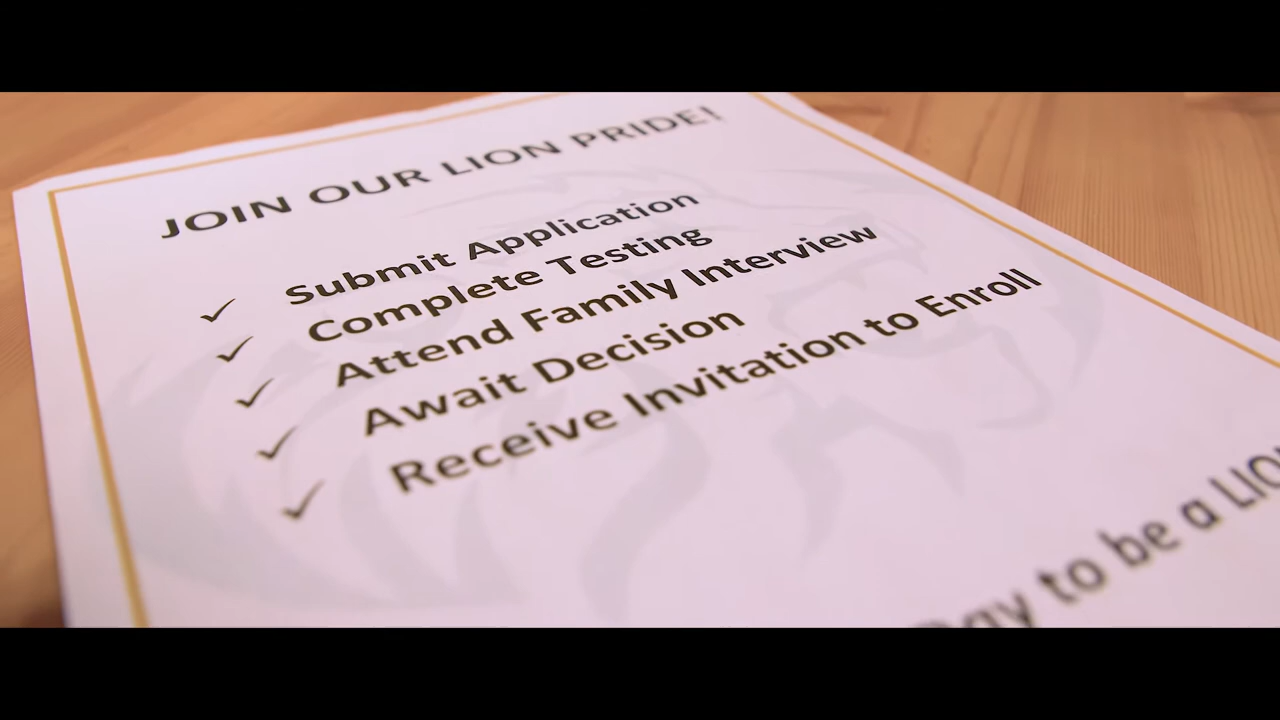 JOIN OUR LION PRIDE!
✓ Submit Application
✓ Complete Testing
✓ Attend Family Interview
✓ Await Decision
✓ Receive Invitation to Enroll
Day to be a